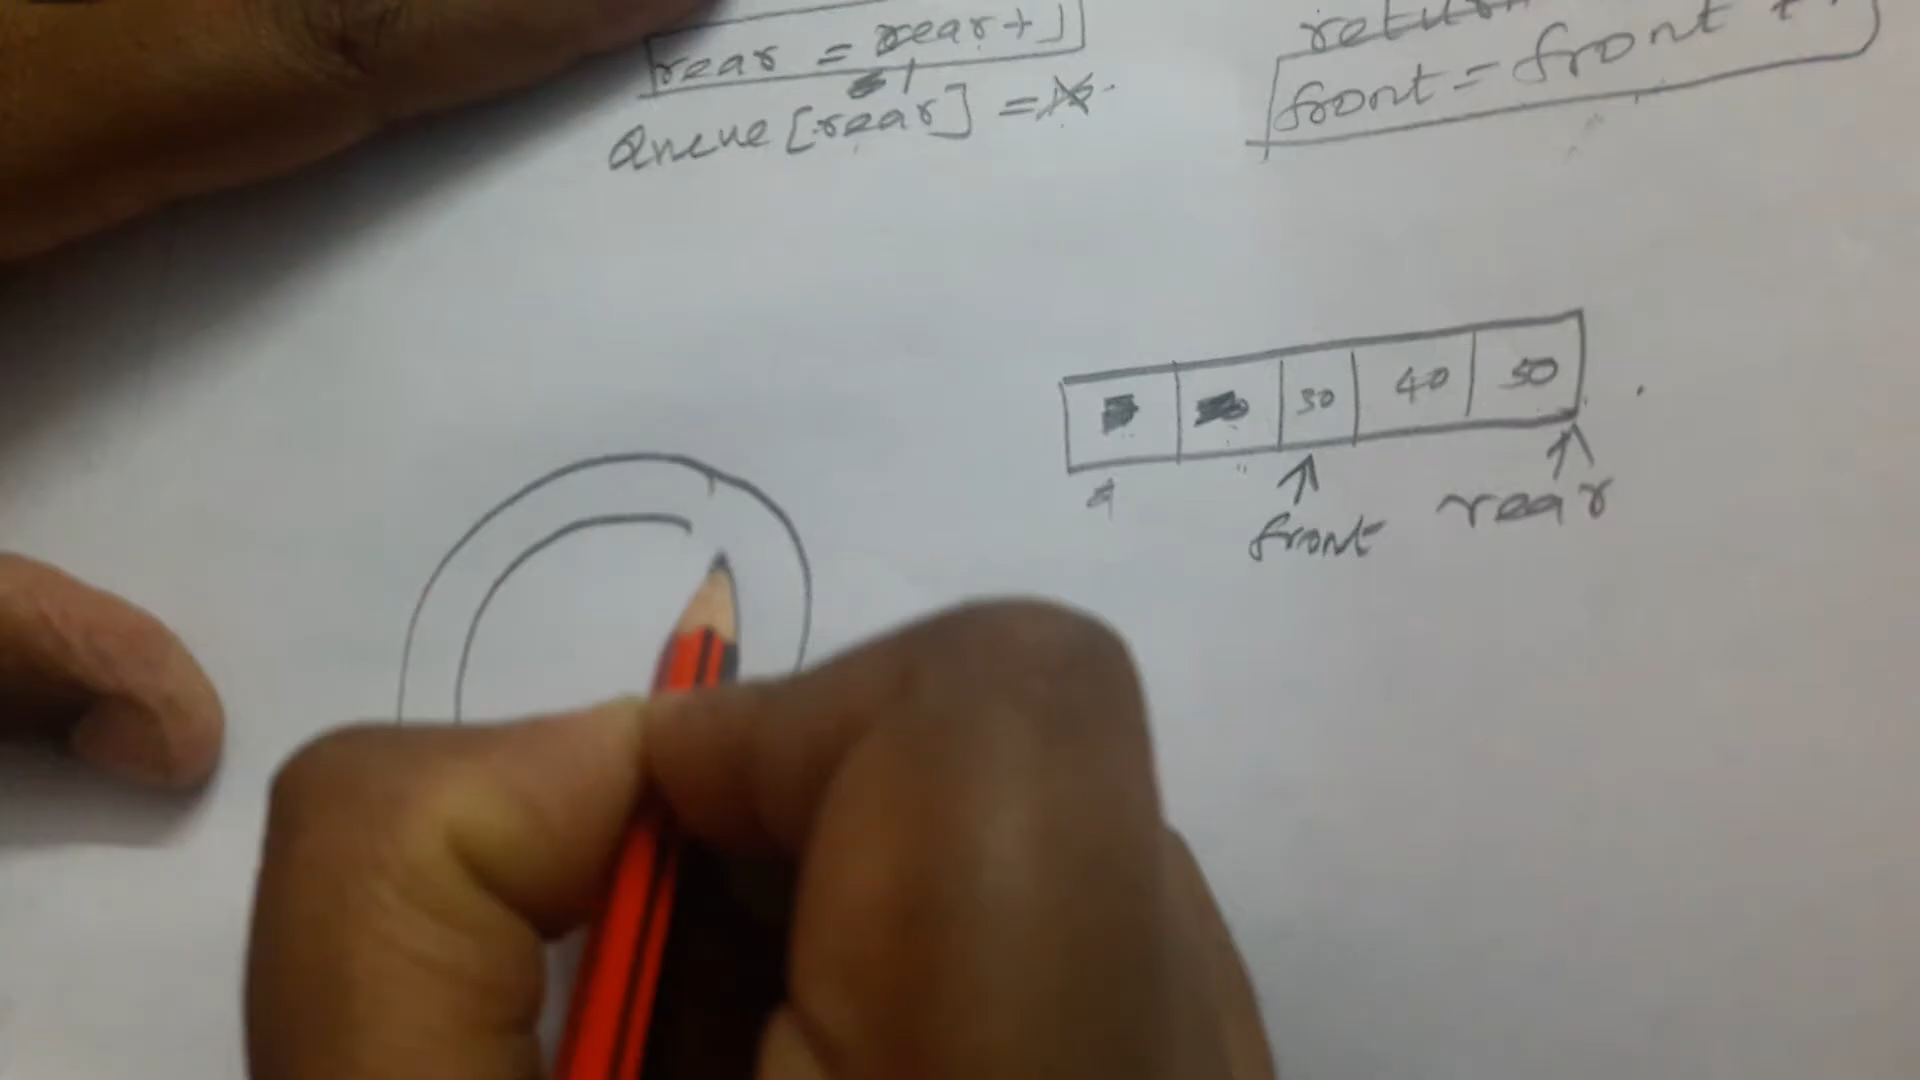 rear = rear+1
Queue[rear] =
front = front +
30 40 50
front rear